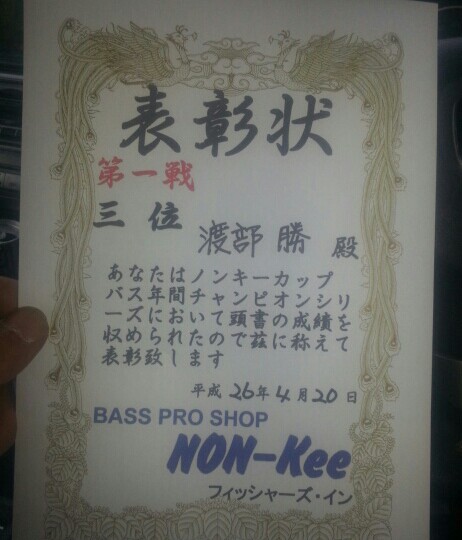 表彰状
第一戦
三位
渡部 勝 殿
あなたはノンキーカップ
バス年間チャンピオンシリ
ーズにおいて頭書の成績を
収められたので茲に称えて
表彰致します
平成 26年4月20日
BASS PRO SHOP
NON-Kee
フィッシャーズ・イン